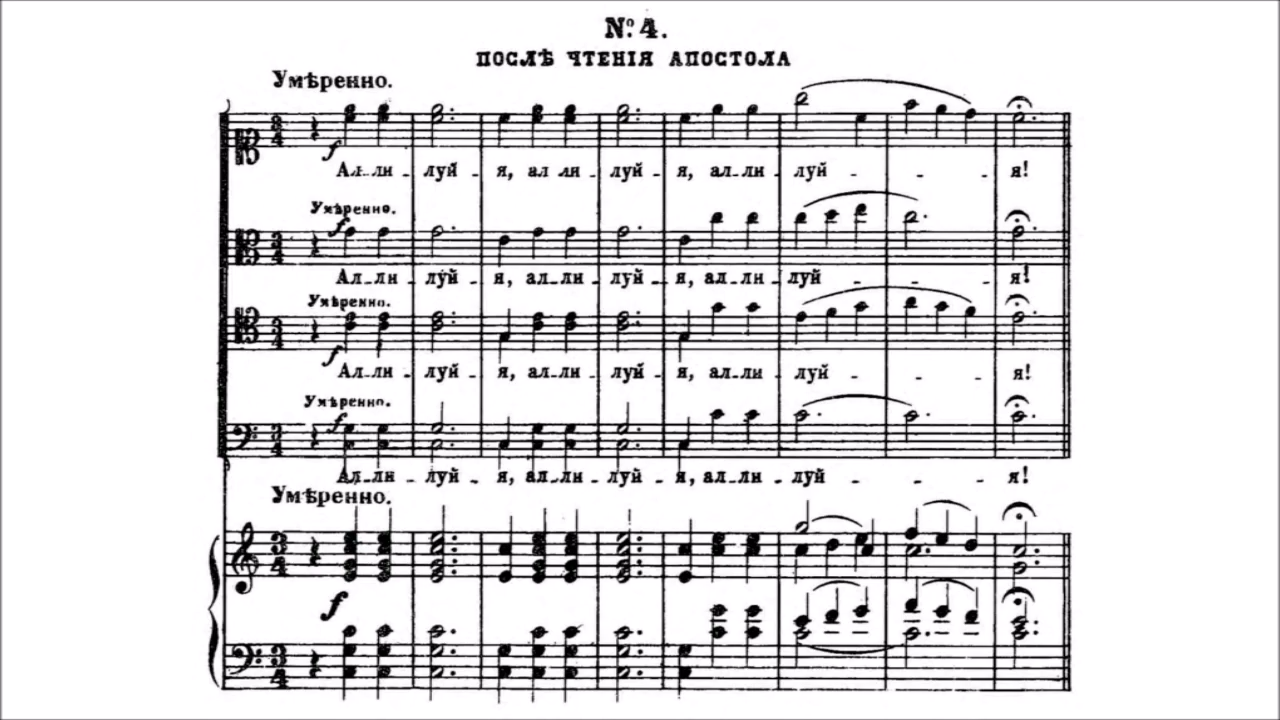 № 4.
ПОСЛѢ ЧТЕНІЯ АПОСТОЛА
Умѣренно.
f
Ал-ли - луй - я, ал-ли - луй - я, ал-ли - луй - - - я!
Умѣренно.
f
Ал-ли - луй - я, ал-ли - луй - я, ал-ли - луй - - - я!
Умѣренно.
f
Ал-ли - луй - я, ал-ли - луй - я, ал-ли - луй - - - я!
Умѣренно.
f
Ал-ли - луй - я, ал-ли - луй - я, ал-ли - луй - - - я!
Умѣренно.
f